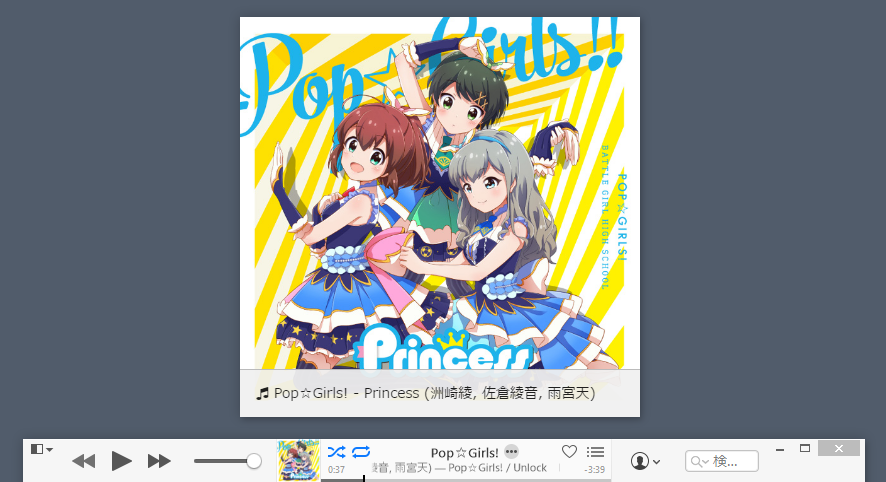 Pop☆Girls!!
POP☆GIRLS!
BATTLE GIRL HIGH SCHOOL
Princess
Pop☆Girls! - Princess (洲崎綾, 佐倉綾音, 雨宮天)
Pop☆Girls!
0:37
音, 雨宮天) — Pop☆Girls! / Unlock
-3:39
検...